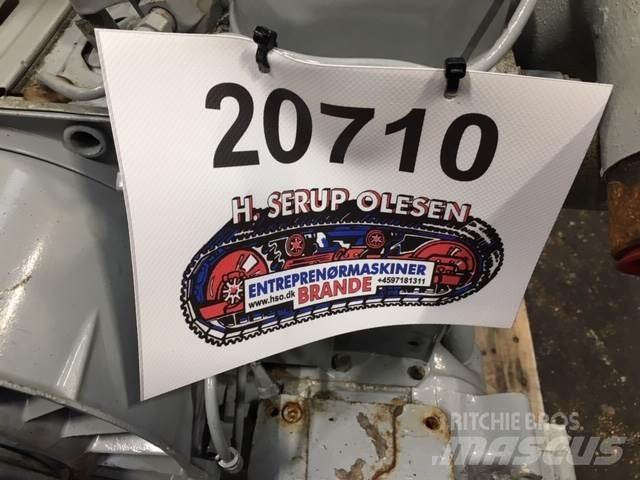 20710
H. SERUP OLESEN
ENTREPRENØRMASKINER
www.hso.dk BRANDE +4597181311
RITCHIE BROS.
MASCUS